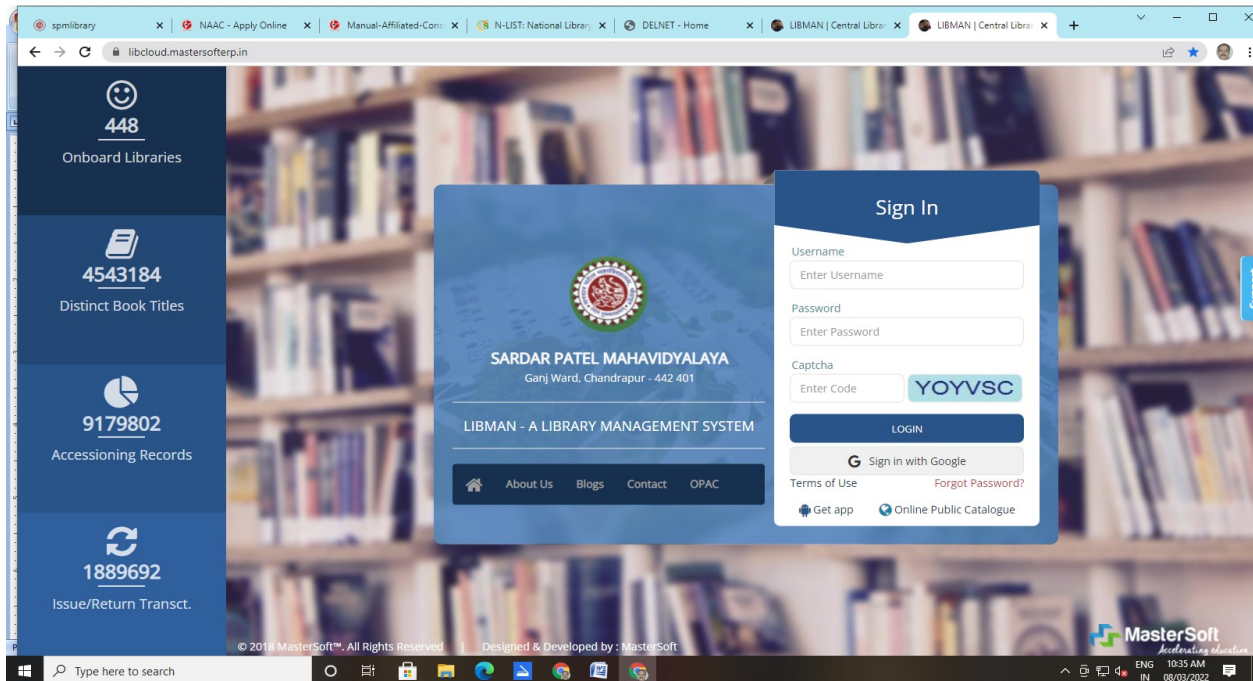 spmlibrary
NAAC - Apply Online
Manual-Affiliated-Cons
N-LIST: National Library
DELNET - Home
LIBMAN | Central Librar
LIBMAN | Central Librar
libcloud.mastersofterp.in
448
Onboard Libraries
4543184
Distinct Book Titles
9179802
Accessioning Records
1889692
Issue/Return Transct.
SARDAR PATEL MAHAVIDYALAYA
Ganj Ward, Chandrapur - 442 401
LIBMAN - A LIBRARY MANAGEMENT SYSTEM
About Us Blogs Contact OPAC
Sign In
Username
Enter Username
Password
Enter Password
Captcha
Enter Code YOYVSC
LOGIN
G Sign in with Google
Terms of Use Forgot Password?
Get app Online Public Catalogue
© 2018 MasterSoft™. All Rights Reserved | Designed & Developed by : MasterSoft
MasterSoft
Accelerating education
Type here to search
ENG
IN
10:35 AM
08/03/2022